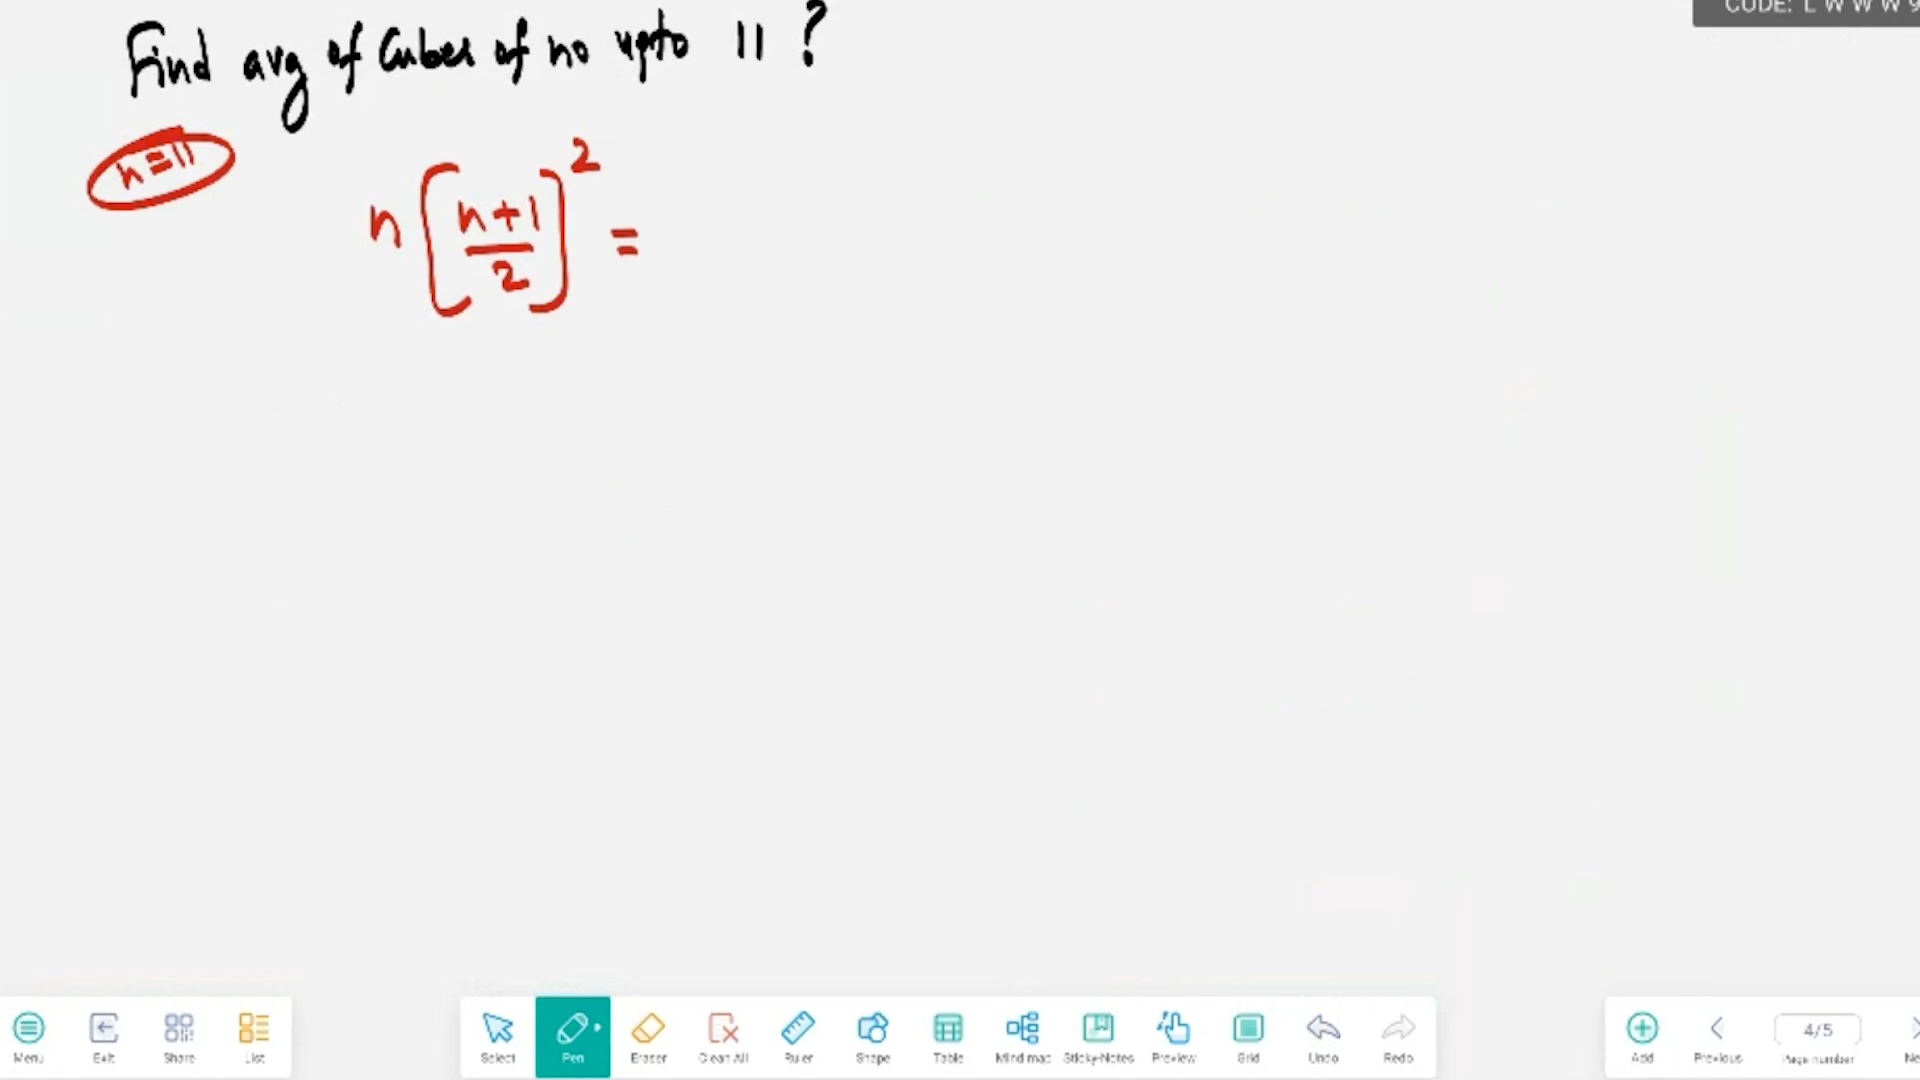 CODE: L W W W 9
Find avg of Cubes of no upto 11 ?
n=11
n[n+1/2]² =
Menu Exit Share List Select Pen Eraser Clean All Ruler Shape Table Mind map Sticky-Notes Preview Grid Undo Redo Add Previous 4/5 Page number Ne